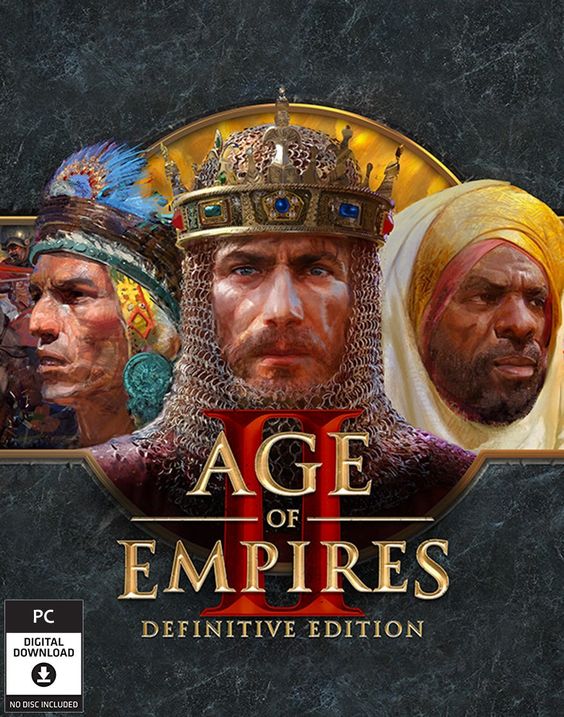 II
AGE
OF
EMPIRES
DEFINITIVE EDITION
PC
DIGITAL
DOWNLOAD
NO DISC INCLUDED